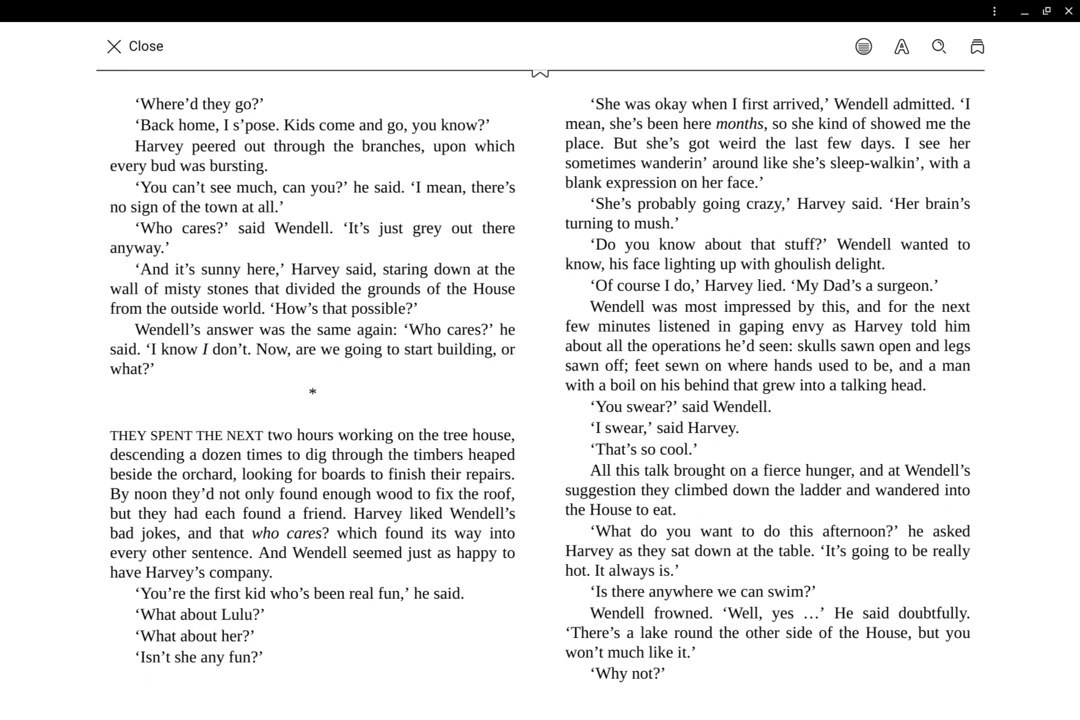 Close
‘Where’d they go?’
‘Back home, I s’pose. Kids come and go, you know?’
Harvey peered out through the branches, upon which
every bud was bursting.
‘You can’t see much, can you?’ he said. ‘I mean, there’s
no sign of the town at all.’
‘Who cares?’ said Wendell. ‘It’s just grey out there
anyway.’
‘And it’s sunny here,’ Harvey said, staring down at the
wall of misty stones that divided the grounds of the House
from the outside world. ‘How’s that possible?’
Wendell’s answer was the same again: ‘Who cares?’ he
said. ‘I know I don’t. Now, are we going to start building, or
what?’
*
THEY SPENT THE NEXT two hours working on the tree house,
descending a dozen times to dig through the timbers heaped
beside the orchard, looking for boards to finish their repairs.
By noon they’d not only found enough wood to fix the roof,
but they had each found a friend. Harvey liked Wendell’s
bad jokes, and that who cares? which found its way into
every other sentence. And Wendell seemed just as happy to
have Harvey’s company.
‘You’re the first kid who’s been real fun,’ he said.
‘What about Lulu?’
‘What about her?’
‘Isn’t she any fun?’
‘She was okay when I first arrived,’ Wendell admitted. ‘I
mean, she’s been here months, so she kind of showed me the
place. But she’s got weird the last few days. I see her
sometimes wanderin’ around like she’s sleep-walkin’, with a
blank expression on her face.’
‘She’s probably going crazy,’ Harvey said. ‘Her brain’s
turning to mush.’
‘Do you know about that stuff?’ Wendell wanted to
know, his face lighting up with ghoulish delight.
‘Of course I do,’ Harvey lied. ‘My Dad’s a surgeon.’
Wendell was most impressed by this, and for the next
few minutes listened in gaping envy as Harvey told him
about all the operations he’d seen: skulls sawn open and legs
sawn off; feet sewn on where hands used to be, and a man
with a boil on his behind that grew into a talking head.
‘You swear?’ said Wendell.
‘I swear,’ said Harvey.
‘That’s so cool.’
All this talk brought on a fierce hunger, and at Wendell’s
suggestion they climbed down the ladder and wandered into
the House to eat.
‘What do you want to do this afternoon?’ he asked
Harvey as they sat down at the table. ‘It’s going to be really
hot. It always is.’
‘Is there anywhere we can swim?’
Wendell frowned. ‘Well, yes …’ He said doubtfully.
‘There’s a lake round the other side of the House, but you
won’t much like it.’
‘Why not?’